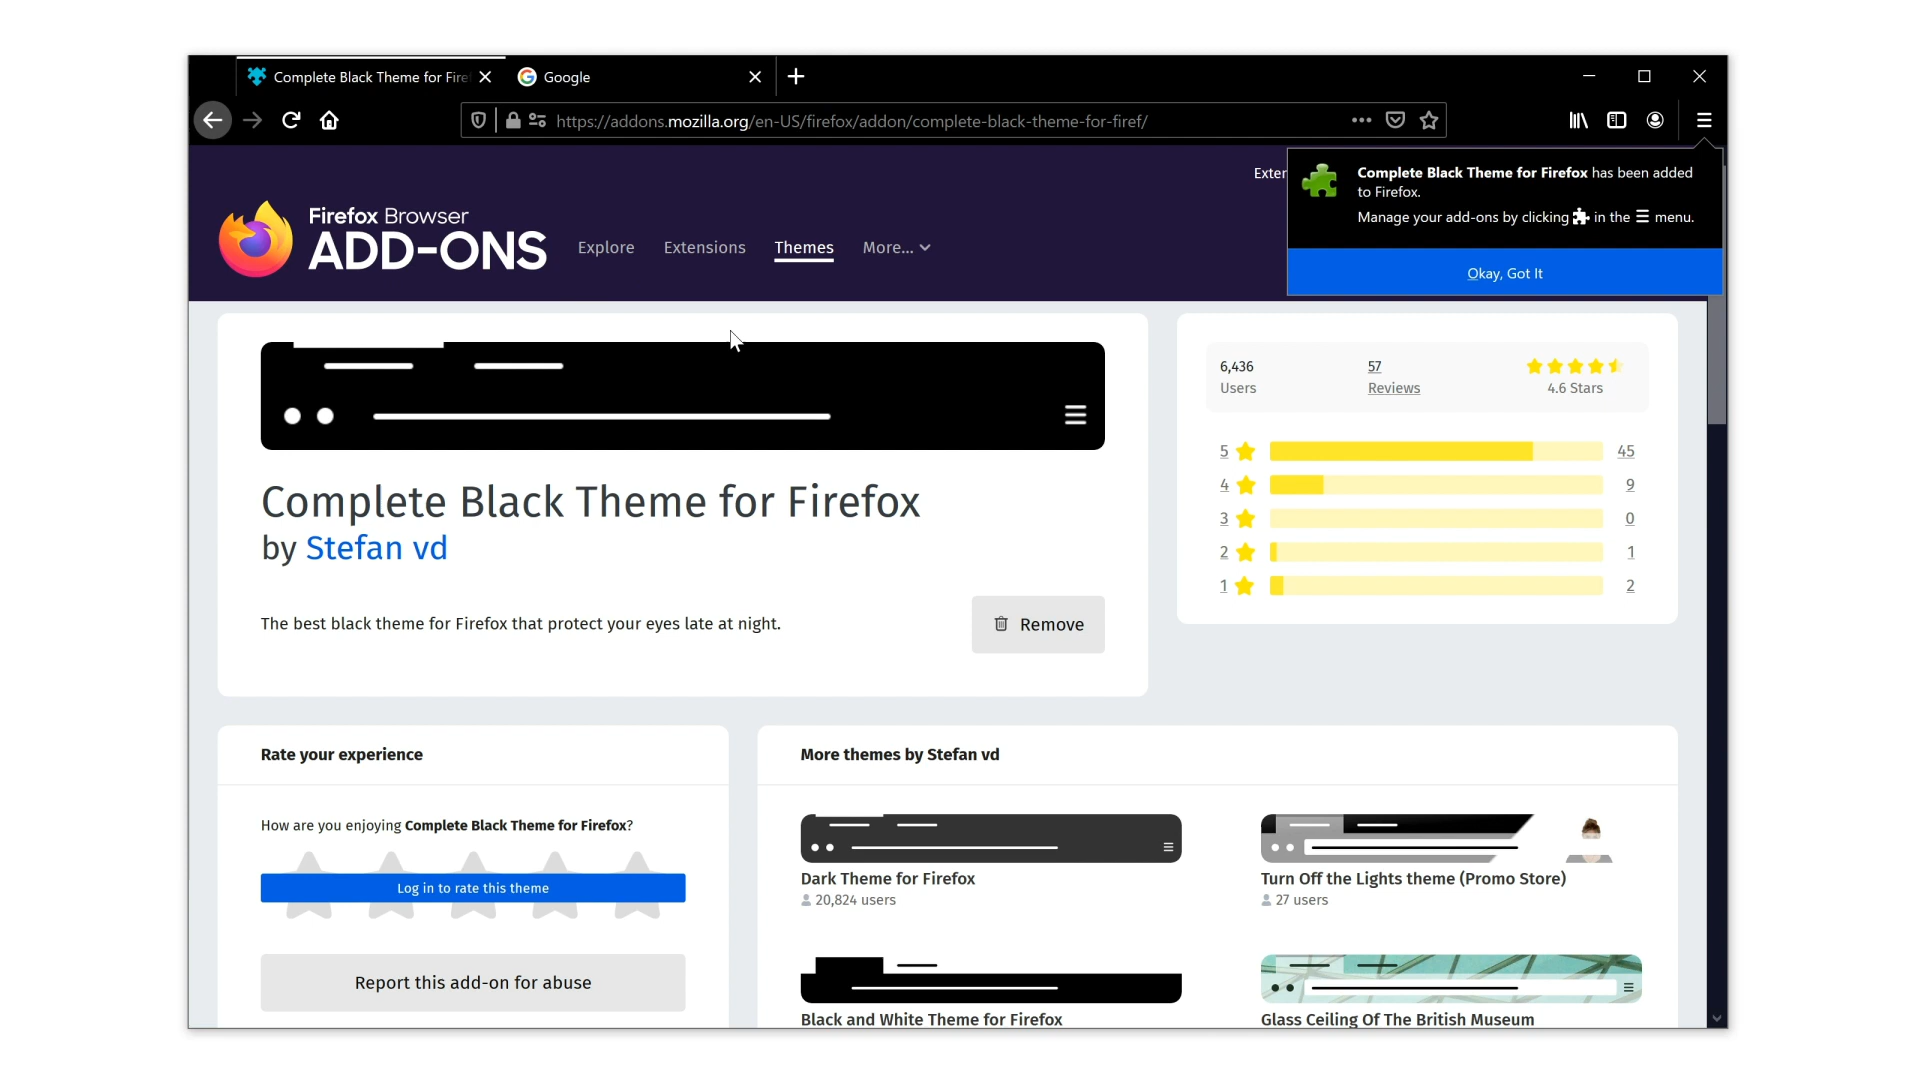 Complete Black Theme for Fire
Google
https://addons.mozilla.org/en-US/firefox/addon/complete-black-theme-for-firef/
Exter
Complete Black Theme for Firefox has been added
to Firefox.
Manage your add-ons by clicking in the menu.
Okay, Got It
Firefox Browser
ADD-ONS
Explore
Extensions
Themes
More...
6,436
Users
57
Reviews
4.6 Stars
5
45
4
9
3
0
2
1
1
2
Complete Black Theme for Firefox
by Stefan vd
The best black theme for Firefox that protect your eyes late at night.
Remove
Rate your experience
How are you enjoying Complete Black Theme for Firefox?
Log in to rate this theme
Report this add-on for abuse
More themes by Stefan vd
Dark Theme for Firefox
20,824 users
Turn Off the Lights theme (Promo Store)
27 users
Black and White Theme for Firefox
Glass Ceiling Of The British Museum